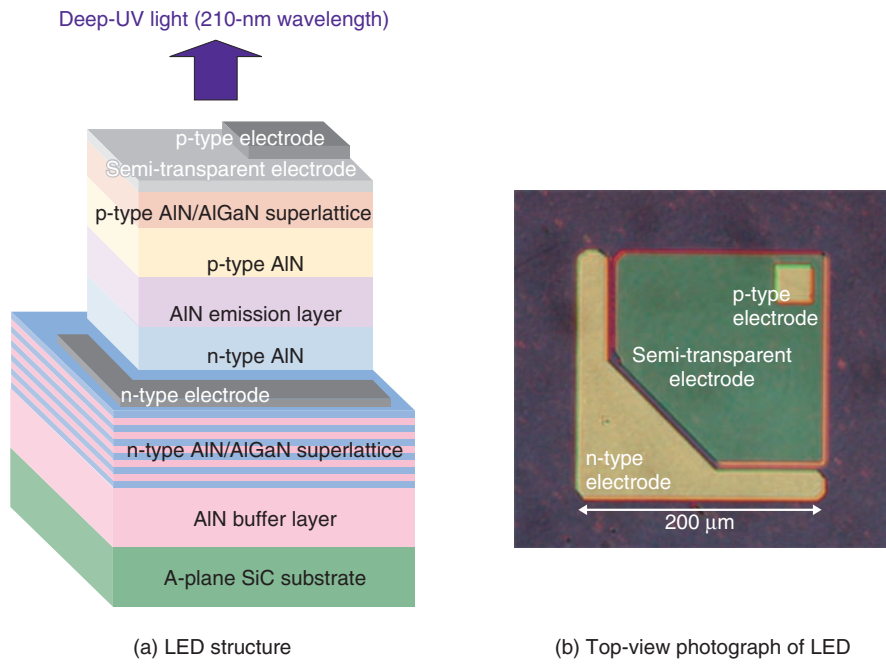 Deep-UV light (210-nm wavelength)
p-type electrode
Semi-transparent electrode
p-type AlN/AlGaN superlattice
p-type AlN
AlN emission layer
n-type AlN
n-type electrode
n-type AlN/AlGaN superlattice
AlN buffer layer
A-plane SiC substrate
(a) LED structure
p-type
electrode
Semi-transparent
electrode
n-type
electrode
200 μm
(b) Top-view photograph of LED